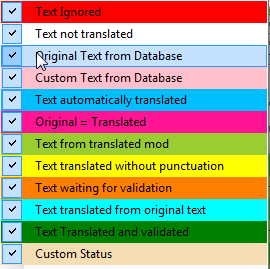 Text Ignored
Text not translated
Original Text from Database
Custom Text from Database
Text automatically translated
Original = Translated
Text from translated mod
Text translated without punctuation
Text waiting for validation
Text translated from original text
Text Translated and validated
Custom Status